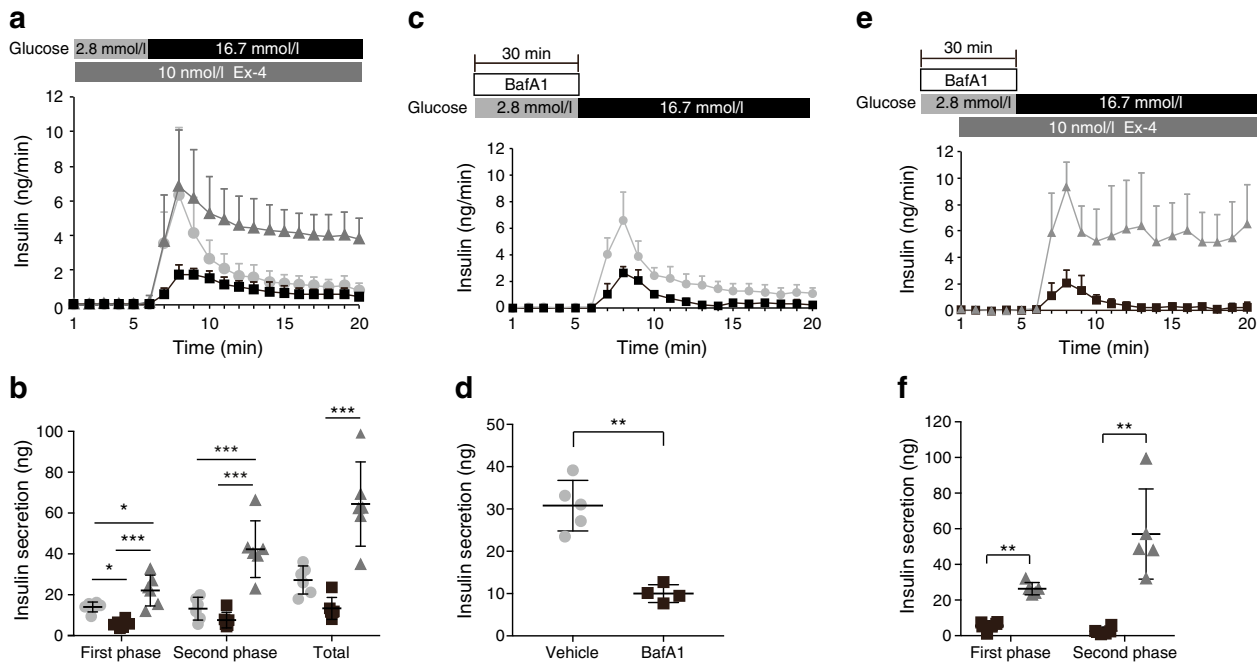 a
Glucose 2.8 mmol/l 16.7 mmol/l
10 nmol/l Ex-4
Insulin (ng/min)
12
10
8
6
4
2
0
1 5 10 15 20
Time (min)
c
30 min
BafA1
Glucose 2.8 mmol/l 16.7 mmol/l
Insulin (ng/min)
12
10
8
6
4
2
0
1 5 10 15 20
Time (min)
e
30 min
BafA1
Glucose 2.8 mmol/l 16.7 mmol/l
10 nmol/l Ex-4
Insulin (ng/min)
12
10
8
6
4
2
0
1 5 10 15 20
Time (min)
b
Insulin secretion (ng)
100
80
60
40
20
0
*
***
*
***
***
***
First phase Second phase Total
d
Insulin secretion (ng)
50
40
30
20
10
0
**
Vehicle BafA1
f
Insulin secretion (ng)
120
100
80
60
40
20
0
**
**
First phase Second phase